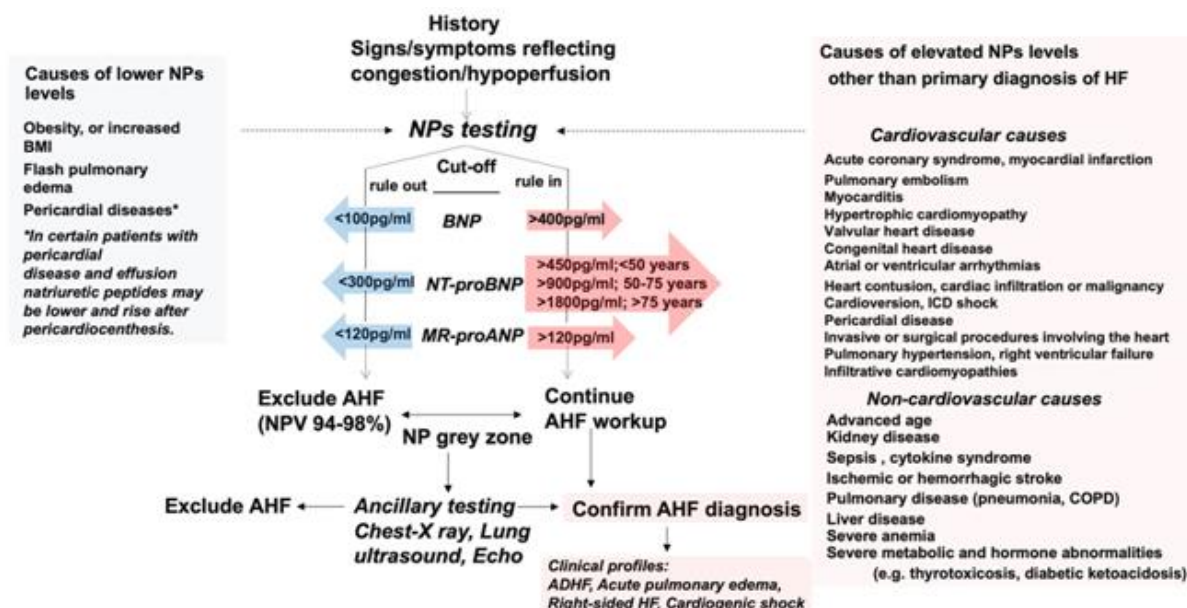 History
Signs/symptoms reflecting
congestion/hypoperfusion
Causes of lower NPs
levels
Obesity, or increased
BMI
Flash pulmonary
edema
Pericardial diseases*
*In certain patients with
pericardial
disease and effusion
natriuretic peptides may
be lower and rise after
pericardiocenthesis.
NPs testing
Cut-off
rule out
rule in
<100pg/ml
BNP
>400pg/ml
<300pg/ml
NT-proBNP
>450pg/ml;<50 years
>900pg/ml; 50-75 years
>1800pg/ml; >75 years
<120pg/ml
MR-proANP
>120pg/ml
Exclude AHF
(NPV 94-98%)
Continue
AHF workup
NP grey zone
Exclude AHF
Ancillary testing
Chest-X ray, Lung
ultrasound, Echo
Confirm AHF diagnosis
Clinical profiles:
ADHF, Acute pulmonary edema,
Right-sided HF, Cardiogenic shock
Causes of elevated NPs levels
other than primary diagnosis of HF
Cardiovascular causes
Acute coronary syndrome, myocardial infarction
Pulmonary embolism
Myocarditis
Hypertrophic cardiomyopathy
Valvular heart disease
Congenital heart disease
Atrial or ventricular arrhythmias
Heart contusion, cardiac infiltration or malignancy
Cardioversion, ICD shock
Pericardial disease
Invasive or surgical procedures involving the heart
Pulmonary hypertension, right ventricular failure
Infiltrative cardiomyopathies
Non-cardiovascular causes
Advanced age
Kidney disease
Sepsis , cytokine syndrome
Ischemic or hemorrhagic stroke
Pulmonary disease (pneumonia, COPD)
Liver disease
Severe anemia
Severe metabolic and hormone abnormalities
(e.g. thyrotoxicosis, diabetic ketoacidosis)